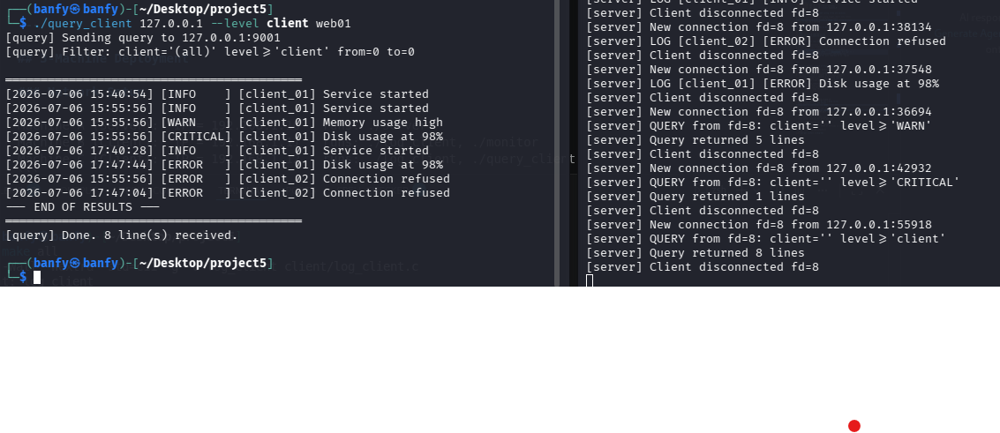 ┌──(banfy㉿banfy)-[~/Desktop/project5]
└─$ ./query_client 127.0.0.1 --level client web01
[query] Sending query to 127.0.0.1:9001
[query] Filter: client='(all)' level>='client' from=0 to=0
══════════════════════════════════════════
[2026-07-06 15:40:54] [INFO    ] [client_01] Service started
[2026-07-06 15:55:56] [INFO    ] [client_01] Service started
[2026-07-06 15:55:56] [WARN    ] [client_01] Memory usage high
[2026-07-06 15:55:56] [CRITICAL] [client_01] Disk usage at 98%
[2026-07-06 17:40:28] [INFO    ] [client_01] Service started
[2026-07-06 17:47:44] [ERROR   ] [client_01] Disk usage at 98%
[2026-07-06 15:55:56] [ERROR   ] [client_02] Connection refused
[2026-07-06 17:47:04] [ERROR   ] [client_02] Connection refused
--- END OF RESULTS ---
══════════════════════════════════════════
[query] Done. 8 line(s) received.
┌──(banfy㉿banfy)-[~/Desktop/project5]
└─$
[server] LOG [client_01] [INFO] Service started
[server] Client disconnected fd=8
[server] New connection fd=8 from 127.0.0.1:38134
[server] LOG [client_02] [ERROR] Connection refused
[server] Client disconnected fd=8
[server] New connection fd=8 from 127.0.0.1:37548
[server] LOG [client_01] [ERROR] Disk usage at 98%
[server] Client disconnected fd=8
[server] New connection fd=8 from 127.0.0.1:36694
[server] QUERY from fd=8: client='' level>='WARN'
[server] Query returned 5 lines
[server] Client disconnected fd=8
[server] New connection fd=8 from 127.0.0.1:42932
[server] QUERY from fd=8: client='' level>='CRITICAL'
[server] Query returned 1 lines
[server] Client disconnected fd=8
[server] New connection fd=8 from 127.0.0.1:55918
[server] QUERY from fd=8: client='' level>='client'
[server] Query returned 8 lines
[server] Client disconnected fd=8